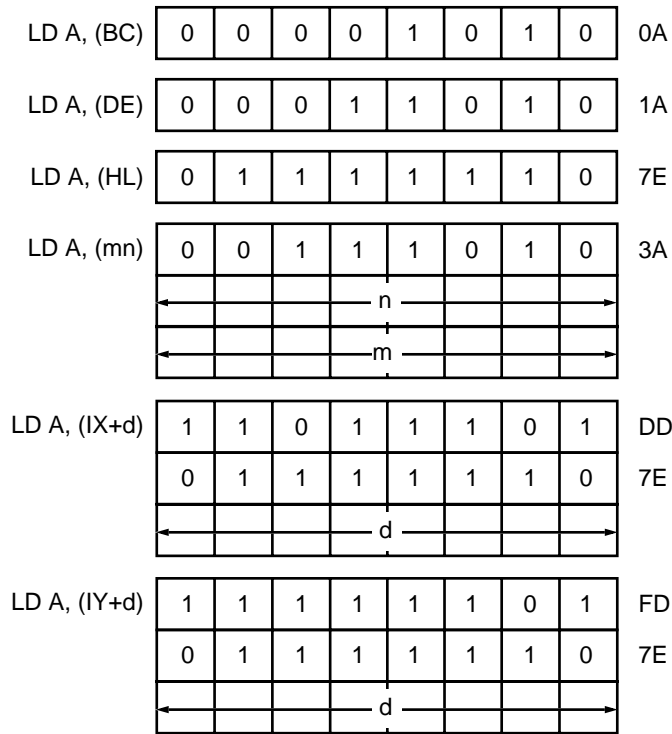 LD A, (BC) 0 0 0 0 1 0 1 0 0A
LD A, (DE) 0 0 0 1 1 0 1 0 1A
LD A, (HL) 0 1 1 1 1 1 1 0 7E
LD A, (mn) 0 0 1 1 1 0 1 0 3A
n
m
LD A, (IX+d) 1 1 0 1 1 1 0 1 DD
0 1 1 1 1 1 1 0 7E
d
LD A, (IY+d) 1 1 1 1 1 1 0 1 FD
0 1 1 1 1 1 1 0 7E
d